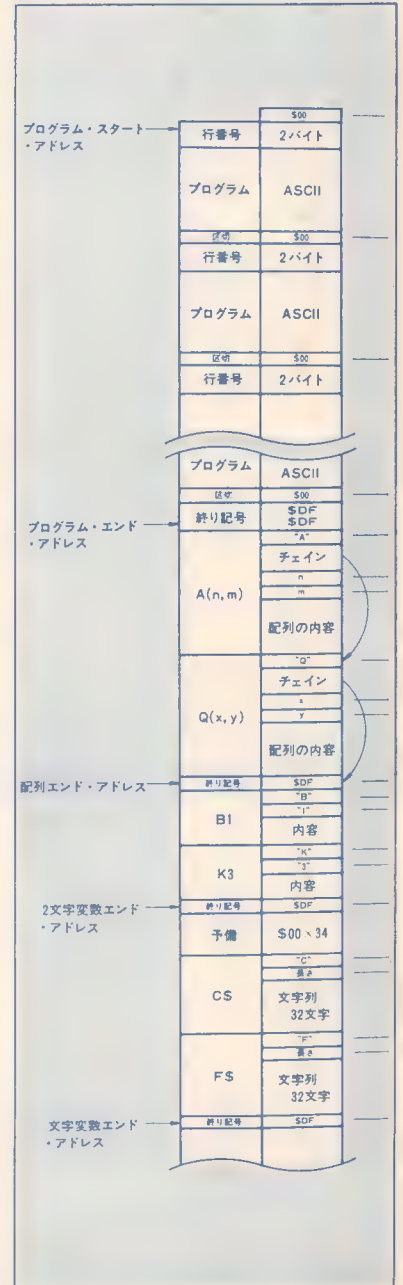 $00
プログラム・スタート
・アドレス
行番号 2バイト
プログラム ASCII
区切 $00
行番号 2バイト
プログラム ASCII
区切 $00
行番号 2バイト
プログラム ASCII
区切 $00
プログラム・エンド
・アドレス
終り記号 $DF
$DF
A(n,m) "A"
チェイン
n
m
配列の内容
Q(x,y) "Q"
チェイン
x
y
配列の内容
配列エンド・アドレス
終り記号 $DF
B1 "B"
"1"
内容
K3 "K"
"3"
内容
2文字変数エンド
・アドレス
終り記号 $DF
予備 $00×34
C$ "C"
長さ
文字列
32文字
F$ "F"
長さ
文字列
32文字
文字変数エンド
・アドレス
終り記号 $DF